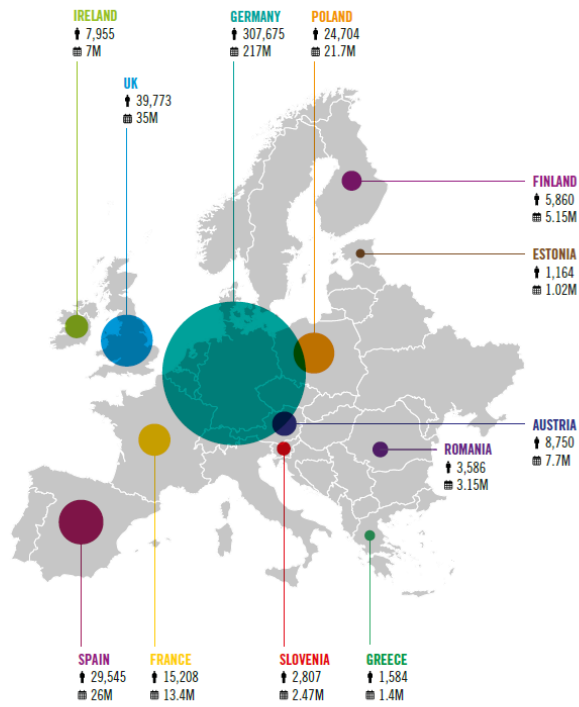 IRELAND
7,955
7M
GERMANY
307,675
217M
POLAND
24,704
21.7M
UK
39,773
35M
FINLAND
5,860
5.15M
ESTONIA
1,164
1.02M
AUSTRIA
8,750
7.7M
ROMANIA
3,586
3.15M
SPAIN
29,545
26M
FRANCE
15,208
13.4M
SLOVENIA
2,807
2.47M
GREECE
1,584
1.4M